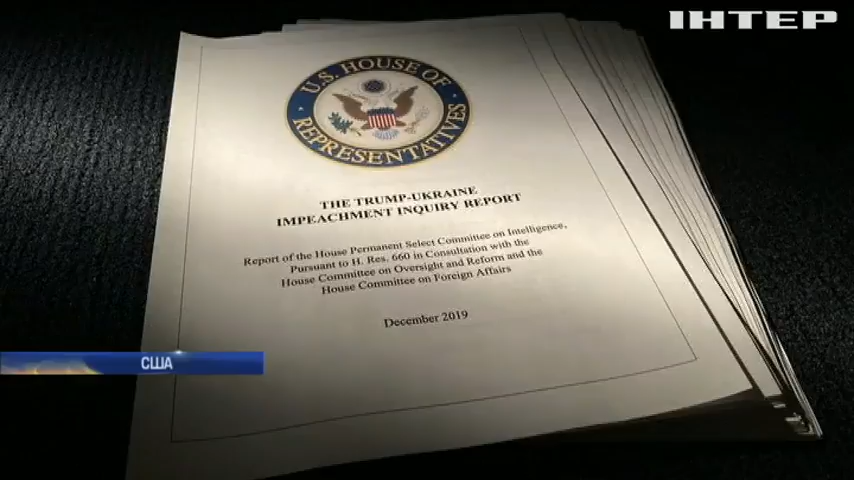 ІНТЕР
U.S. HOUSE OF
REPRESENTATIVES
THE TRUMP-UKRAINE
IMPEACHMENT INQUIRY REPORT
Report of the House Permanent Select Committee on Intelligence,
Pursuant to H. Res. 660 in Consultation with the
House Committee on Oversight and Reform and the
House Committee on Foreign Affairs
December 2019
США